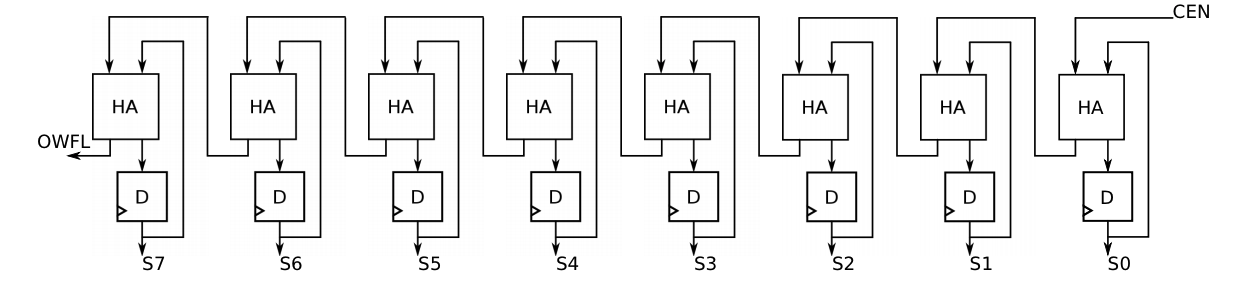 CEN
HA HA HA HA HA HA HA HA
OWFL
D D D D D D D D
S7 S6 S5 S4 S3 S2 S1 S0